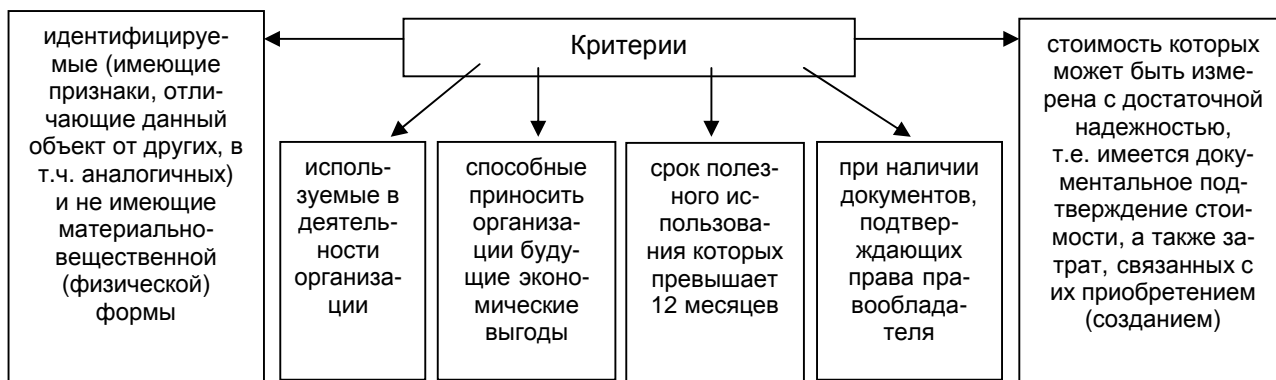 Критерии
идентифицируе-
мые (имеющие
признаки, отли-
чающие данный
объект от других, в
т.ч. аналогичных)
и не имеющие
материально-
вещественной
(физической)
формы
исполь-
зуемые в
деятель-
ности
организа-
ции
способные
приносить
организа-
ции буду-
щие эконо-
мические
выгоды
срок полез-
ного ис-
пользова-
ния которых
превышает
12 месяцев
при наличии
документов,
подтвер-
ждающих
права пра-
вообладa-
теля
стоимость которых
может быть изме-
рена с достаточной
надежностью,
т.е. имеется доку-
ментальное под-
тверждение стои-
мости, а также за-
трат, связанных с
их приобретением
(созданием)